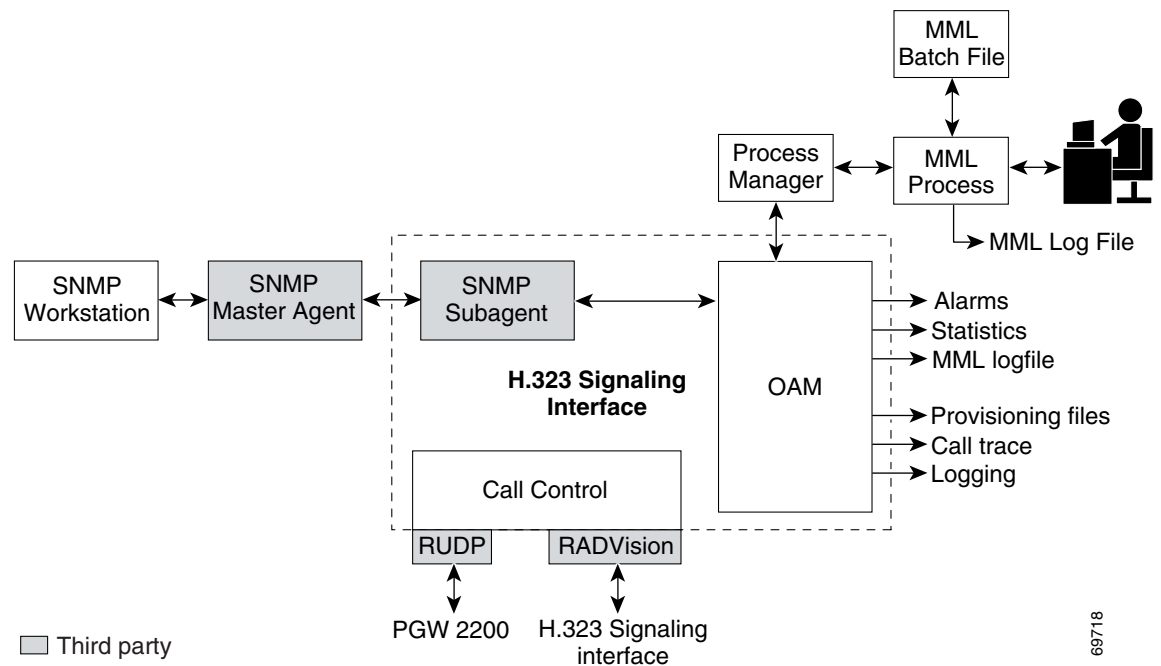 MML
Batch File
Process
Manager
MML
Process
MML Log File
SNMP
Workstation
SNMP
Master Agent
SNMP
Subagent
H.323 Signaling
Interface
OAM
Alarms
Statistics
MML logfile
Provisioning files
Call trace
Logging
Call Control
RUDP
RADVision
PGW 2200
H.323 Signaling
interface
Third party
69718